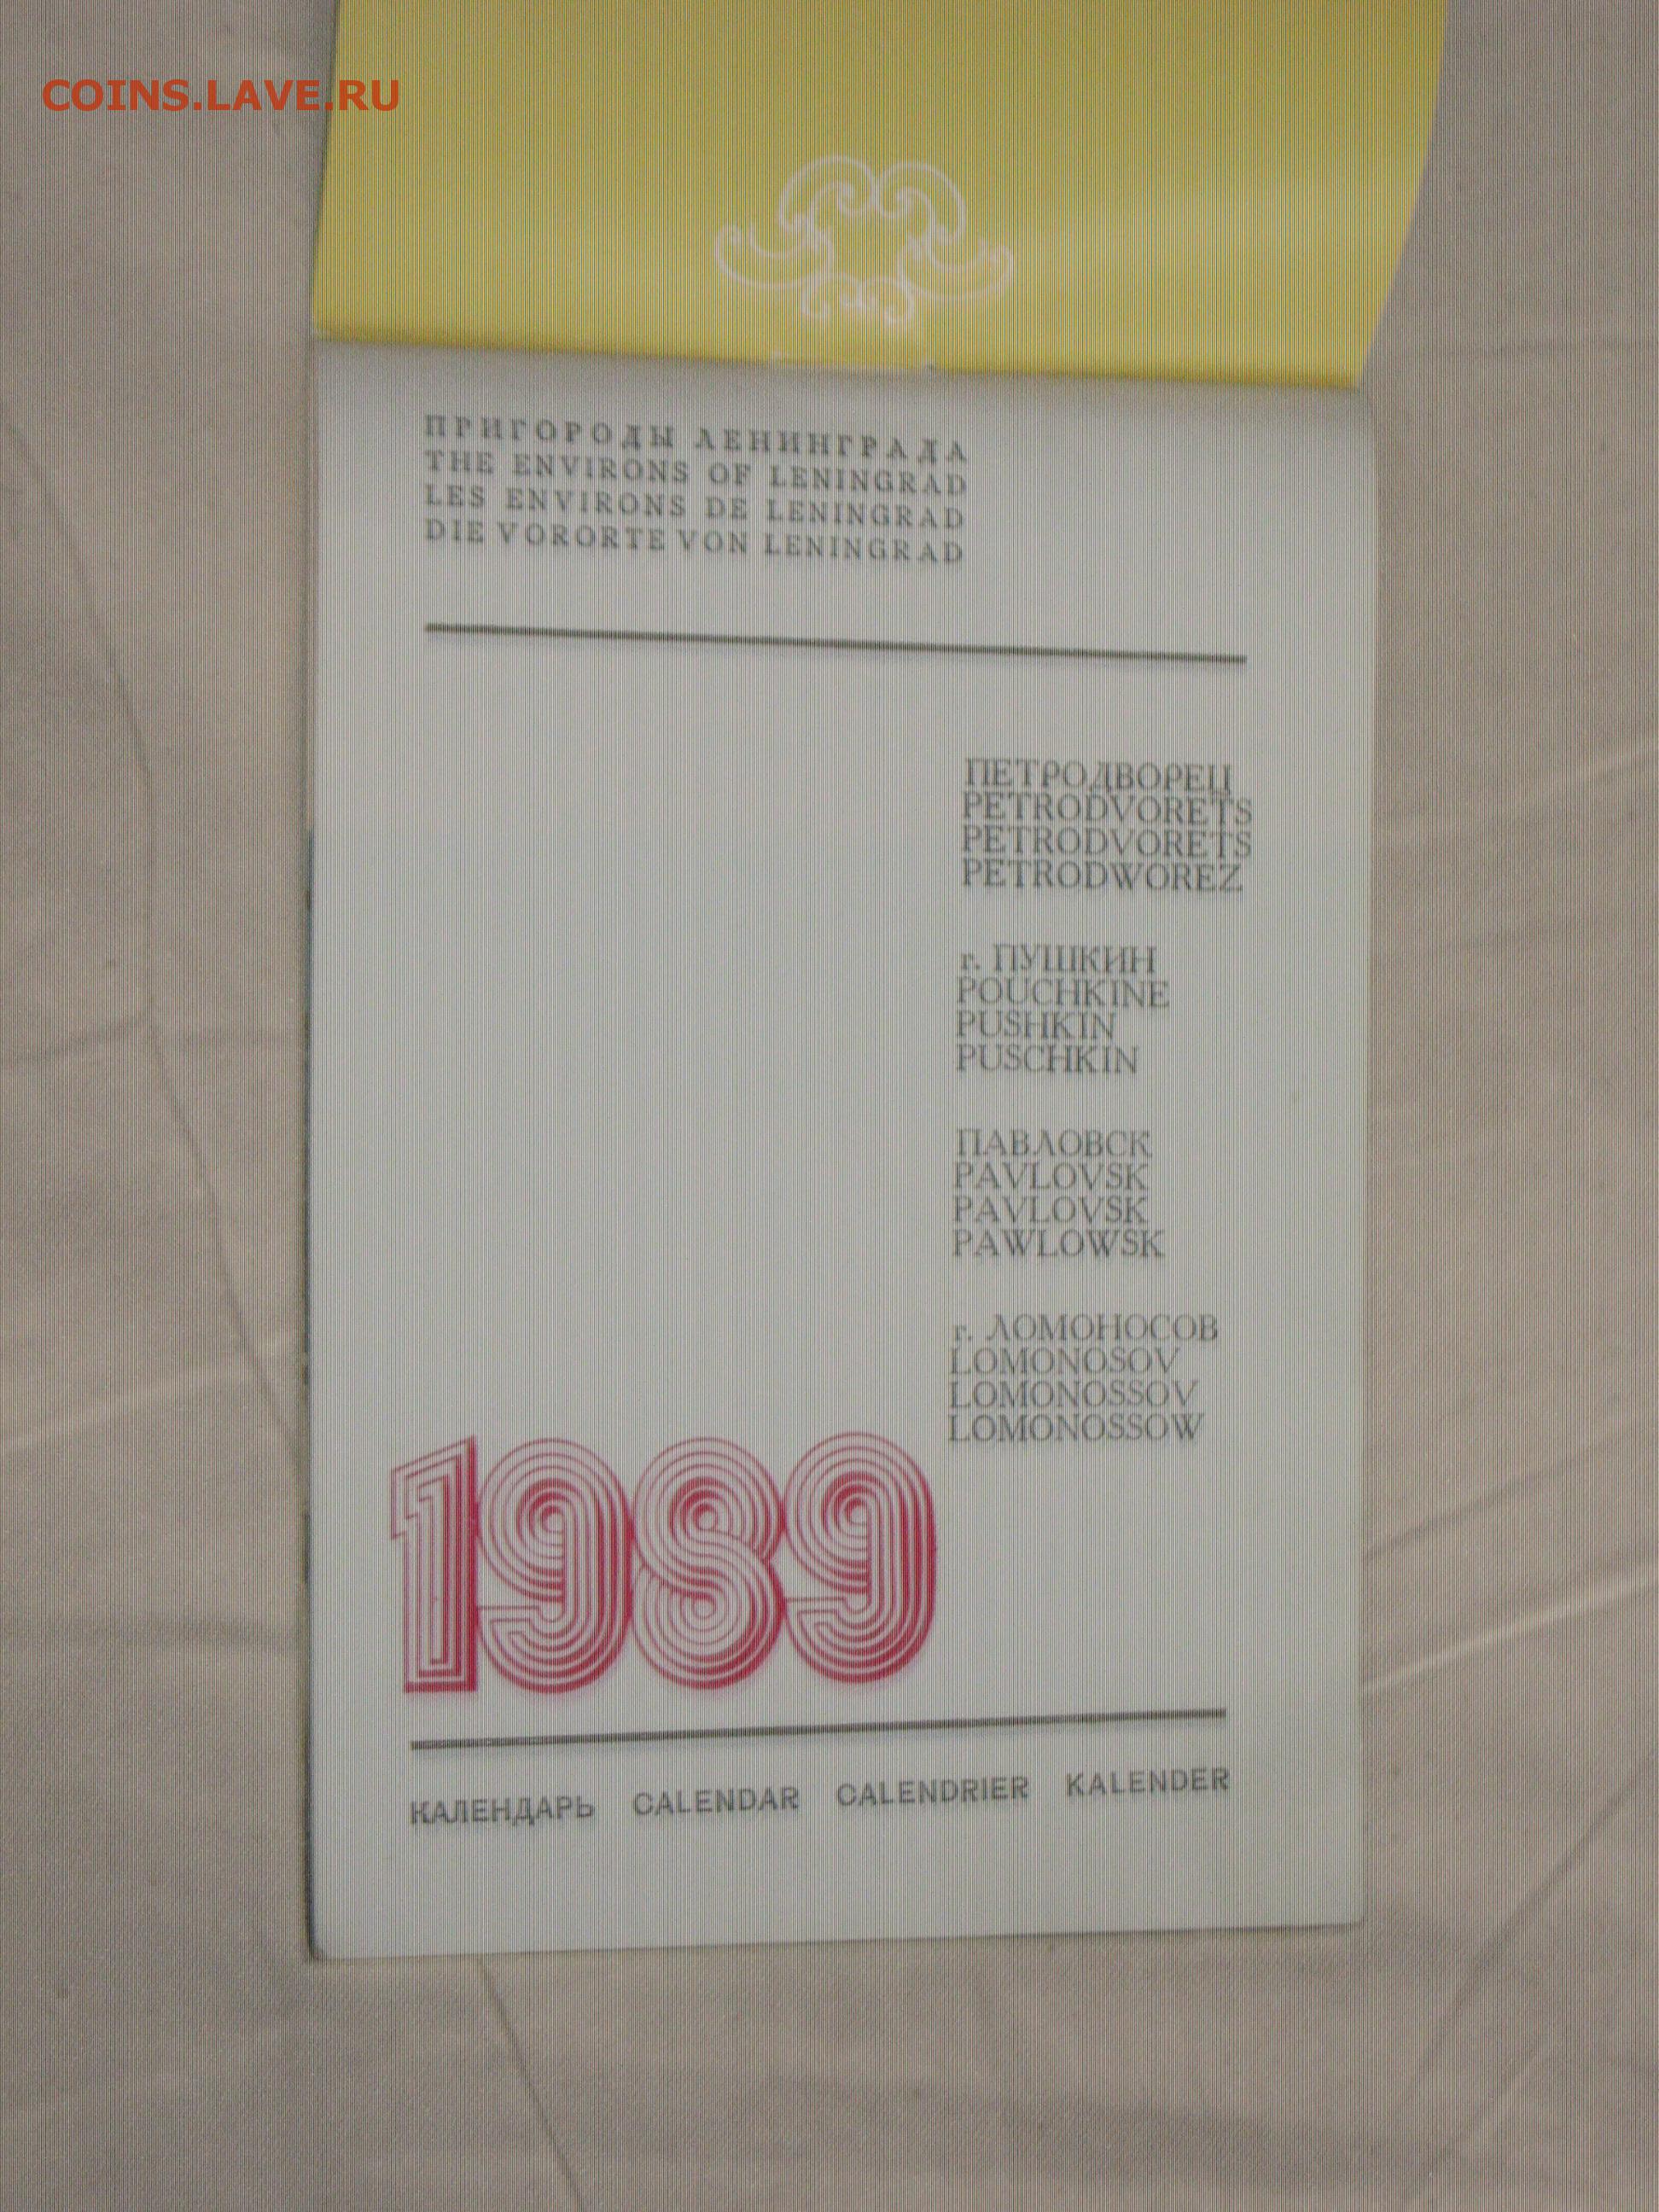 COINS.LAVE.RU
ПРИГОРОДЫ ЛЕНИНГРАДА
THE ENVIRONS OF LENINGRAD
LES ENVIRONS DE LENINGRAD
DIE VORORTE VON LENINGRAD
ПЕТРОДВОРЕЦ
PETRODVORETS
PETRODVORETS
PETRODWOREZ
г. ПУШКИН
POUCHKINE
PUSHKIN
PUSCHKIN
ПАВЛОВСК
PAVLOVSK
PAVLOVSK
PAWLOWSK
г. ЛОМОНОСОВ
LOMONOSOV
LOMONOSSOV
LOMONOSSOW
1989
КАЛЕНДАРЬ CALENDAR CALENDRIER KALENDER